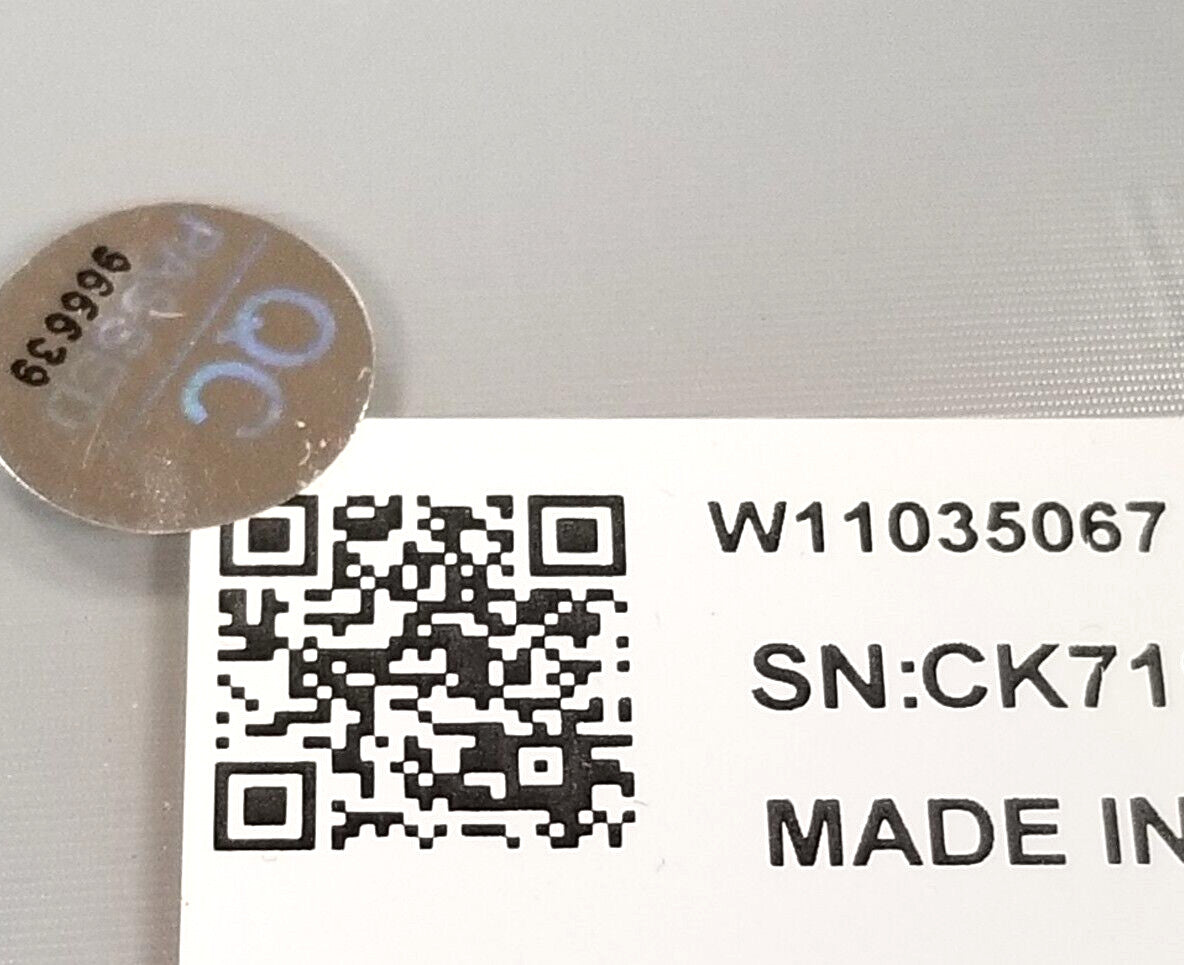 QC
PASSED
966639
W11035067
SN:CK71
MADE IN